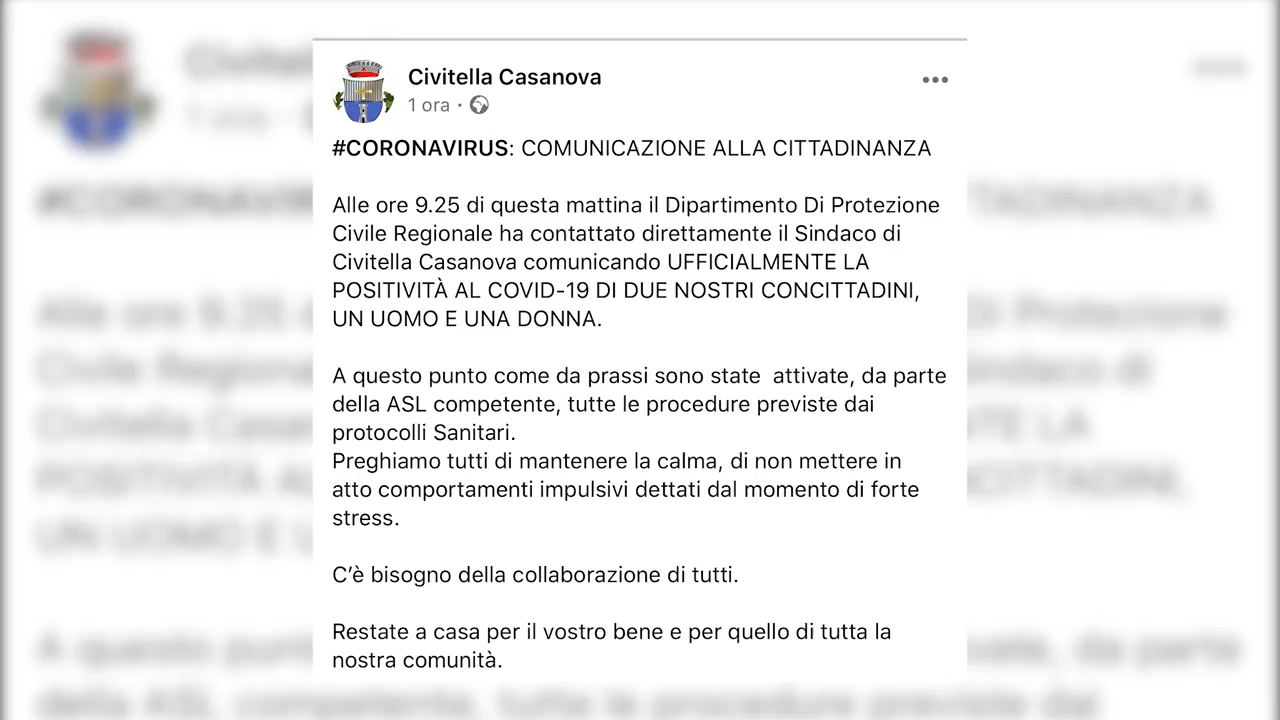 Civitella Casanova
1 ora ·
#CORONAVIRUS: COMUNICAZIONE ALLA CITTADINANZA
Alle ore 9.25 di questa mattina il Dipartimento Di Protezione
Civile Regionale ha contattato direttamente il Sindaco di
Civitella Casanova comunicando UFFICIALMENTE LA
POSITIVITÀ AL COVID-19 DI DUE NOSTRI CONCITTADINI,
UN UOMO E UNA DONNA.
A questo punto come da prassi sono state  attivate, da parte
della ASL competente, tutte le procedure previste dai
protocolli Sanitari.
Preghiamo tutti di mantenere la calma, di non mettere in
atto comportamenti impulsivi dettati dal momento di forte
stress.
C’è bisogno della collaborazione di tutti.
Restate a casa per il vostro bene e per quello di tutta la
nostra comunità.